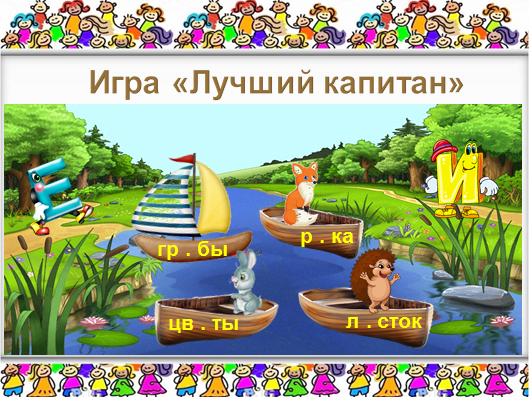 Игра «Лучший капитан»
Е
И
гр . бы
р . ка
цв . ты
л . сток